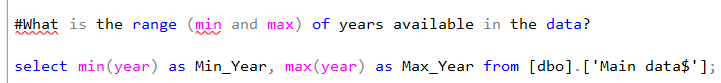 #What is the range (min and max) of years available in the data?
select min(year) as Min_Year, max(year) as Max_Year from [dbo].['Main data$'];